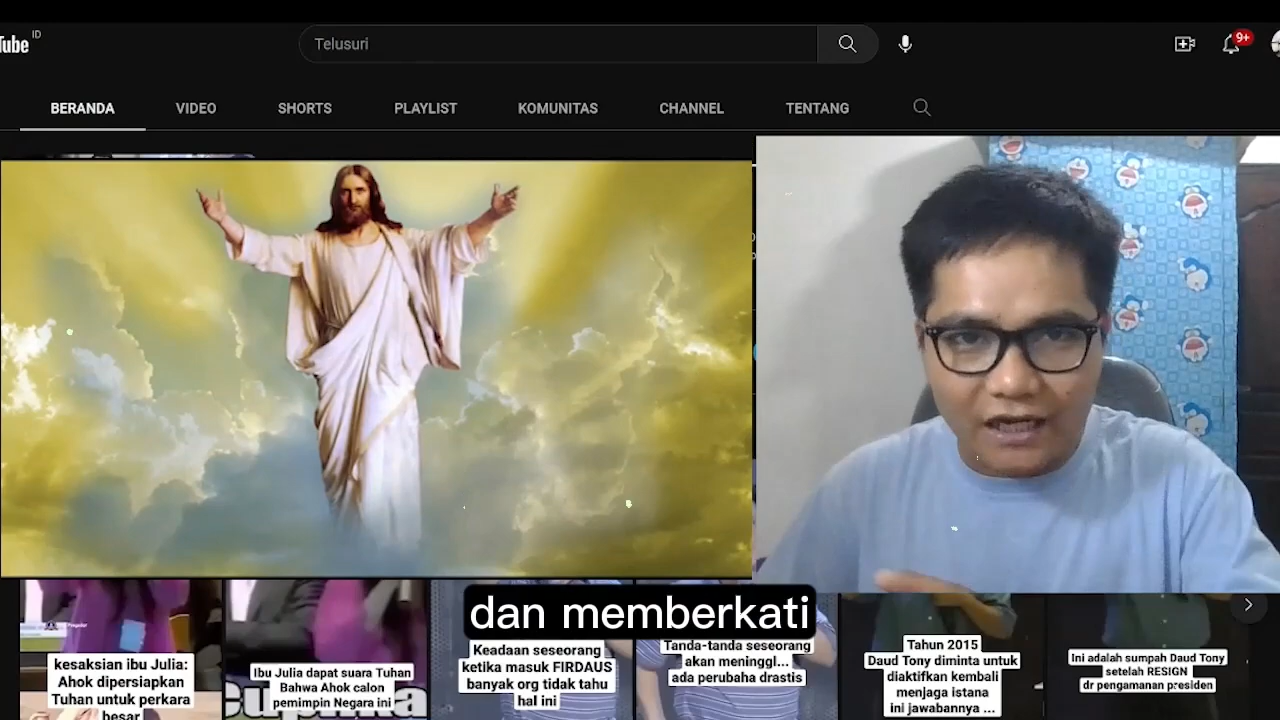 Tube ID
Telusuri
9+
BERANDA
VIDEO
SHORTS
PLAYLIST
KOMUNITAS
CHANNEL
TENTANG
dan memberkati
kesaksian ibu Julia:
Ahok dipersiapkan
Tuhan untuk perkara
besar
Ibu Julia dapat suara Tuhan
Bahwa Ahok calon
pemimpin Negara ini
Keadaan seseorang
ketika masuk FIRDAUS
banyak org tidak tahu
hal ini
Tanda-tanda seseorang
akan meninggl...
ada perubaha drastis
Tahun 2015
Daud Tony diminta untuk
diaktifkan kembali
menjaga istana
ini jawabannya ...
Ini adalah sumpah Daud Tony
setelah RESIGN
dr pengamanan presiden